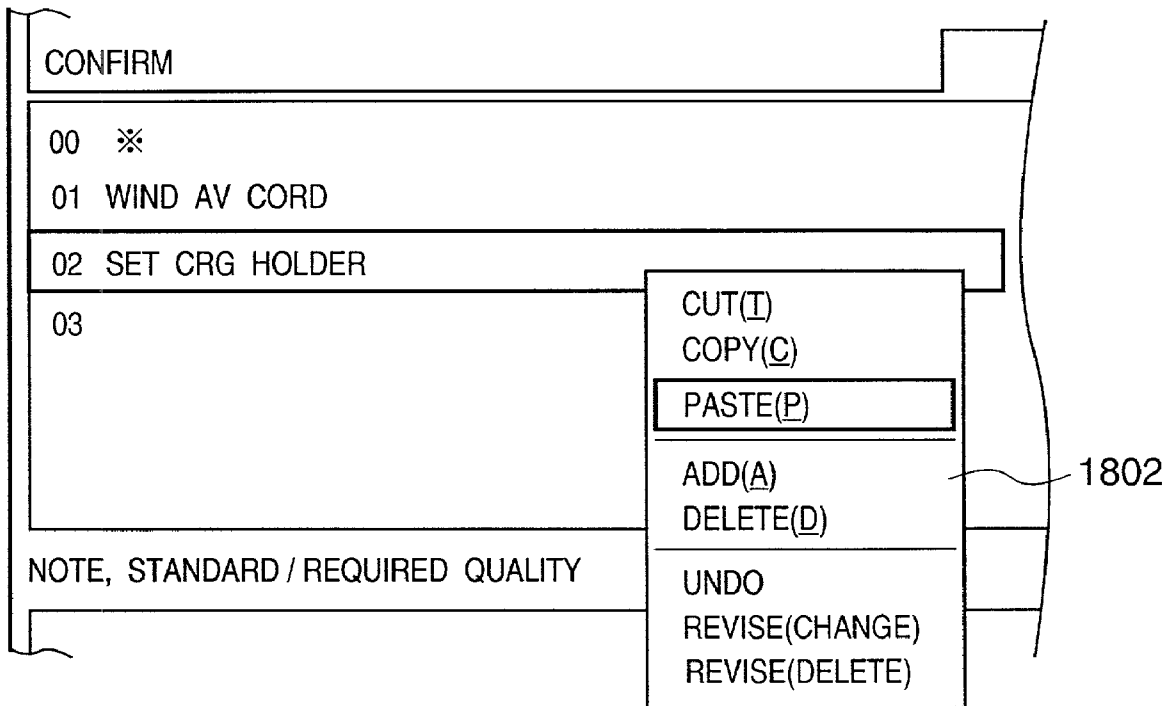 CONFIRM
00 ※
01 WIND AV CORD
02 SET CRG HOLDER
03
CUT(T)
COPY(C)
PASTE(P)
ADD(A)
1802
DELETE(D)
NOTE, STANDARD / REQUIRED QUALITY
UNDO
REVISE(CHANGE)
REVISE(DELETE)